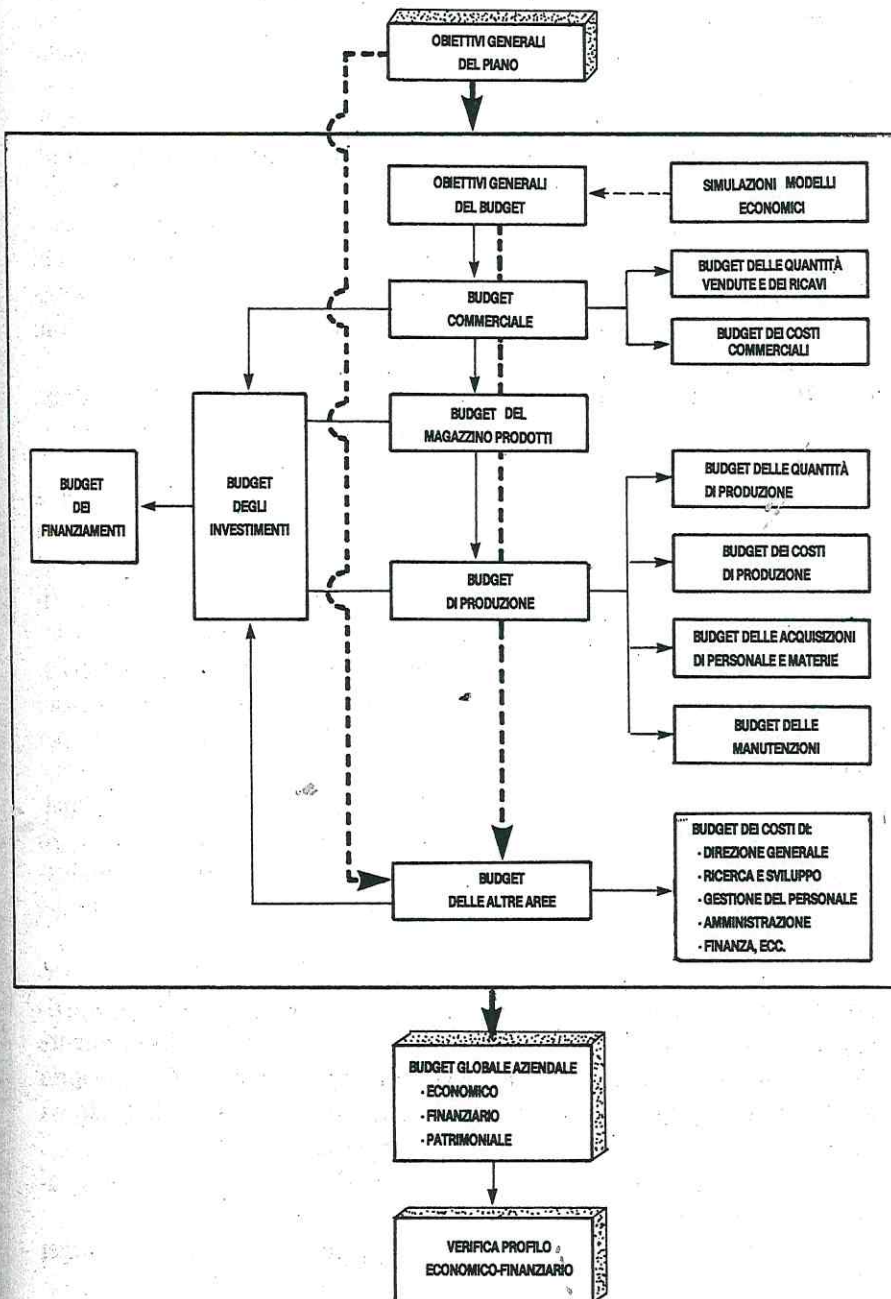 OBIETTIVI GENERALI
DEL PIANO
OBIETTIVI GENERALI
DEL BUDGET
SIMULAZIONI MODELLI
ECONOMICI
BUDGET
COMMERCIALE
BUDGET DELLE QUANTITÀ
VENDUTE E DEI RICAVI
BUDGET DEI COSTI
COMMERCIALI
BUDGET DEL
MAGAZZINO PRODOTTI
BUDGET
DEI
FINANZIAMENTI
BUDGET
DEGLI
INVESTIMENTI
BUDGET
DI PRODUZIONE
BUDGET DELLE QUANTITÀ
DI PRODUZIONE
BUDGET DEI COSTI
DI PRODUZIONE
BUDGET DELLE ACQUISIZIONI
DI PERSONALE E MATERIE
BUDGET DELLE
MANUTENZIONI
BUDGET
DELLE ALTRE AREE
BUDGET DEI COSTI DI:
- DIREZIONE GENERALE
- RICERCA E SVILUPPO
- GESTIONE DEL PERSONALE
- AMMINISTRAZIONE
- FINANZA, ECC.
BUDGET GLOBALE AZIENDALE
- ECONOMICO
- FINANZIARIO
- PATRIMONIALE
VERIFICA PROFILO
ECONOMICO-FINANZIARIO